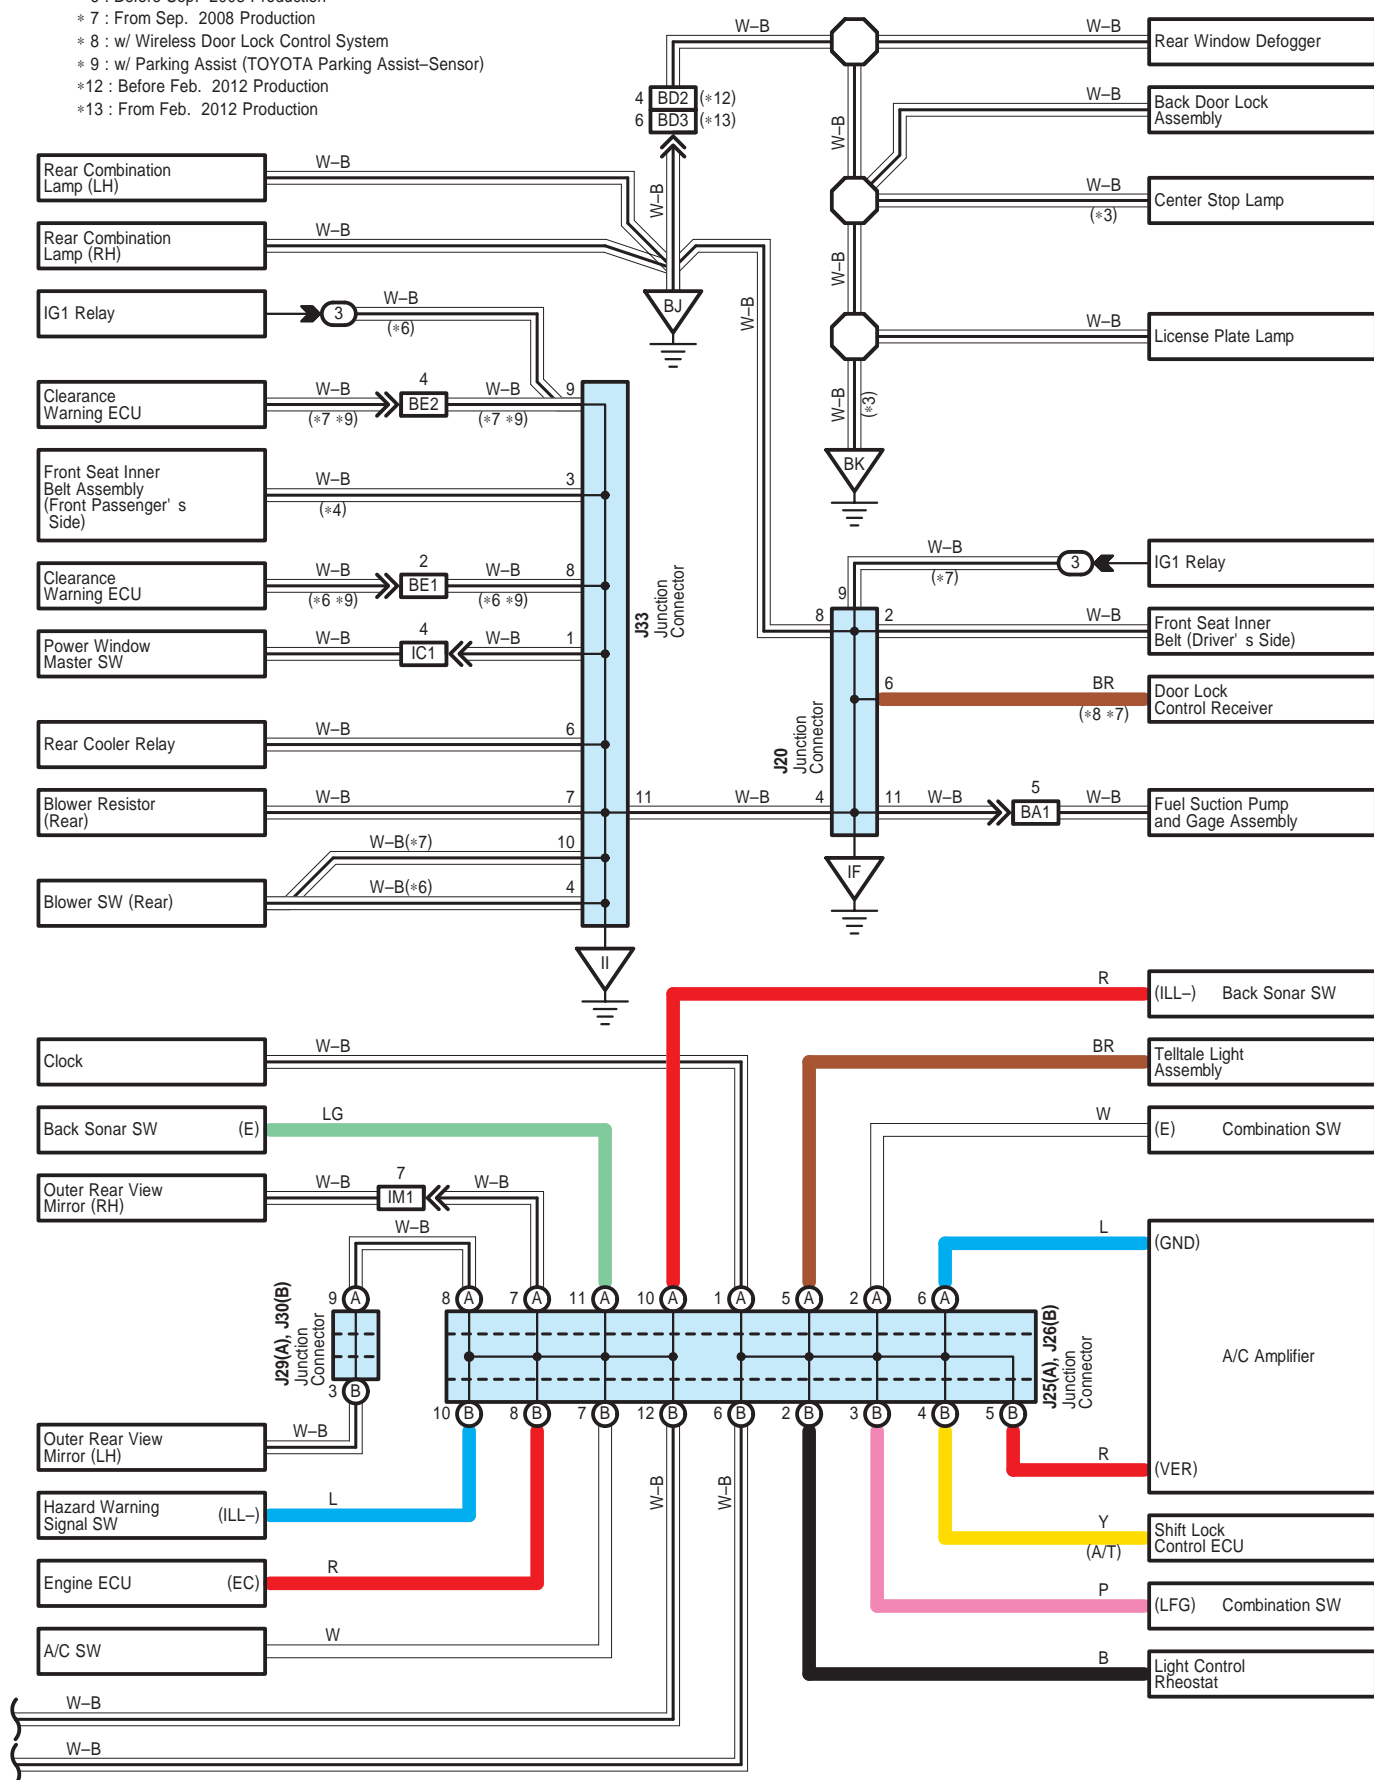 * 7 : From Sep. 2008 Production
* 8 : w/ Wireless Door Lock Control System
* 9 : w/ Parking Assist (TOYOTA Parking Assist–Sensor)
*12 : Before Feb. 2012 Production
*13 : From Feb. 2012 Production
W–B
W–B
Rear Window Defogger
4 BD2 (*12)
6 BD3 (*13)
W–B
Back Door Lock
Assembly
W–B
W–B
Rear Combination
Lamp (LH)
W–B
W–B
W–B
(*3)
Center Stop Lamp
Rear Combination
Lamp (RH)
W–B
W–B
W–B
BJ
IG1 Relay
3
W–B
(*6)
W–B
License Plate Lamp
W–B
(*3)
BK
Clearance
Warning ECU
W–B
(*7 *9)
4
BE2
W–B
(*7 *9)
9
Front Seat Inner
Belt Assembly
(Front Passenger' s
Side)
W–B
(*4)
3
Clearance
Warning ECU
W–B
(*6 *9)
2
BE1
W–B
(*6 *9)
8
J33
Junction
Connector
W–B
(*7)
3
IG1 Relay
9
8
2
W–B
Front Seat Inner
Belt (Driver' s Side)
Power Window
Master SW
W–B
4
IC1
W–B
1
6
BR
(*8 *7)
Door Lock
Control Receiver
J20
Junction
Connector
Rear Cooler Relay
W–B
6
Blower Resistor
(Rear)
W–B
7
11
W–B
4
11
W–B
5
BA1
W–B
Fuel Suction Pump
and Gage Assembly
W–B(*7)
10
Blower SW (Rear)
W–B(*6)
4
IF
II
R
(ILL–) Back Sonar SW
Clock
W–B
BR
Telltale Light
Assembly
Back Sonar SW (E)
LG
W
(E) Combination SW
Outer Rear View
Mirror (RH)
W–B
7
IM1
W–B
W–B
L
(GND)
A/C Amplifier
9 A
8 A
7 A
11 A
10 A
1 A
5 A
2 A
6 A
J29(A), J30(B)
Junction
Connector
J25(A), J26(B)
Junction
Connector
3 B
10 B
8 B
7 B
12 B
6 B
2 B
3 B
4 B
5 B
Outer Rear View
Mirror (LH)
W–B
R
(VER)
W–B
W–B
Hazard Warning
Signal SW (ILL–)
L
Y
(A/T)
Shift Lock
Control ECU
Engine ECU (EC)
R
P
(LFG) Combination SW
A/C SW
W
B
Light Control
Rheostat
W–B
W–B